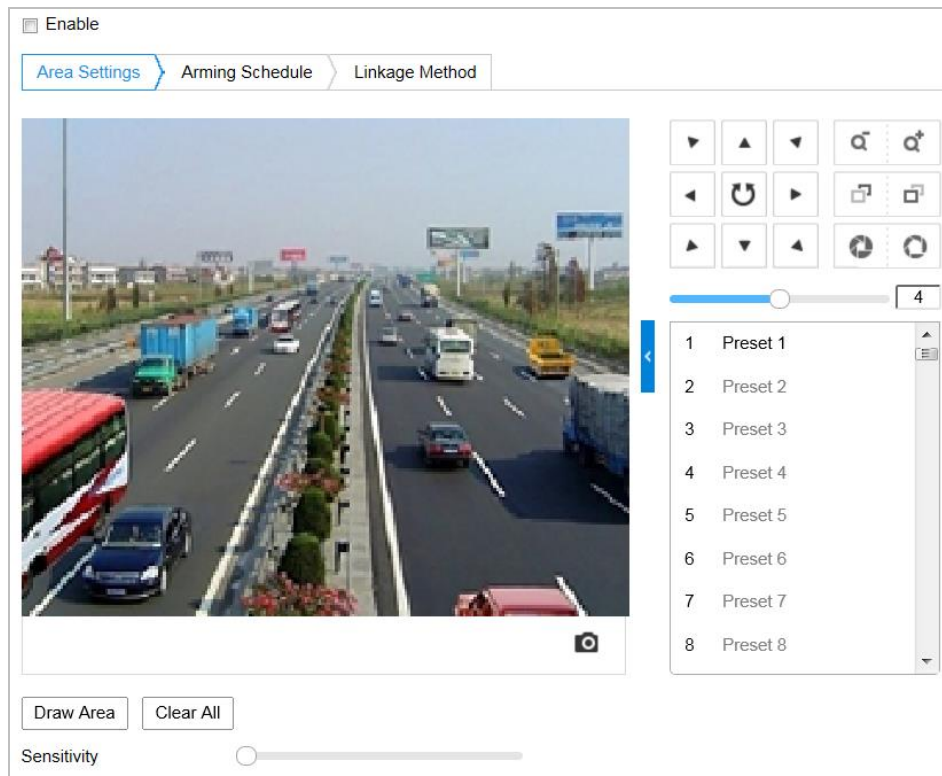 Enable
Area Settings
Arming Schedule
Linkage Method
4
1 Preset 1
2 Preset 2
3 Preset 3
4 Preset 4
5 Preset 5
6 Preset 6
7 Preset 7
8 Preset 8
Draw Area
Clear All
Sensitivity